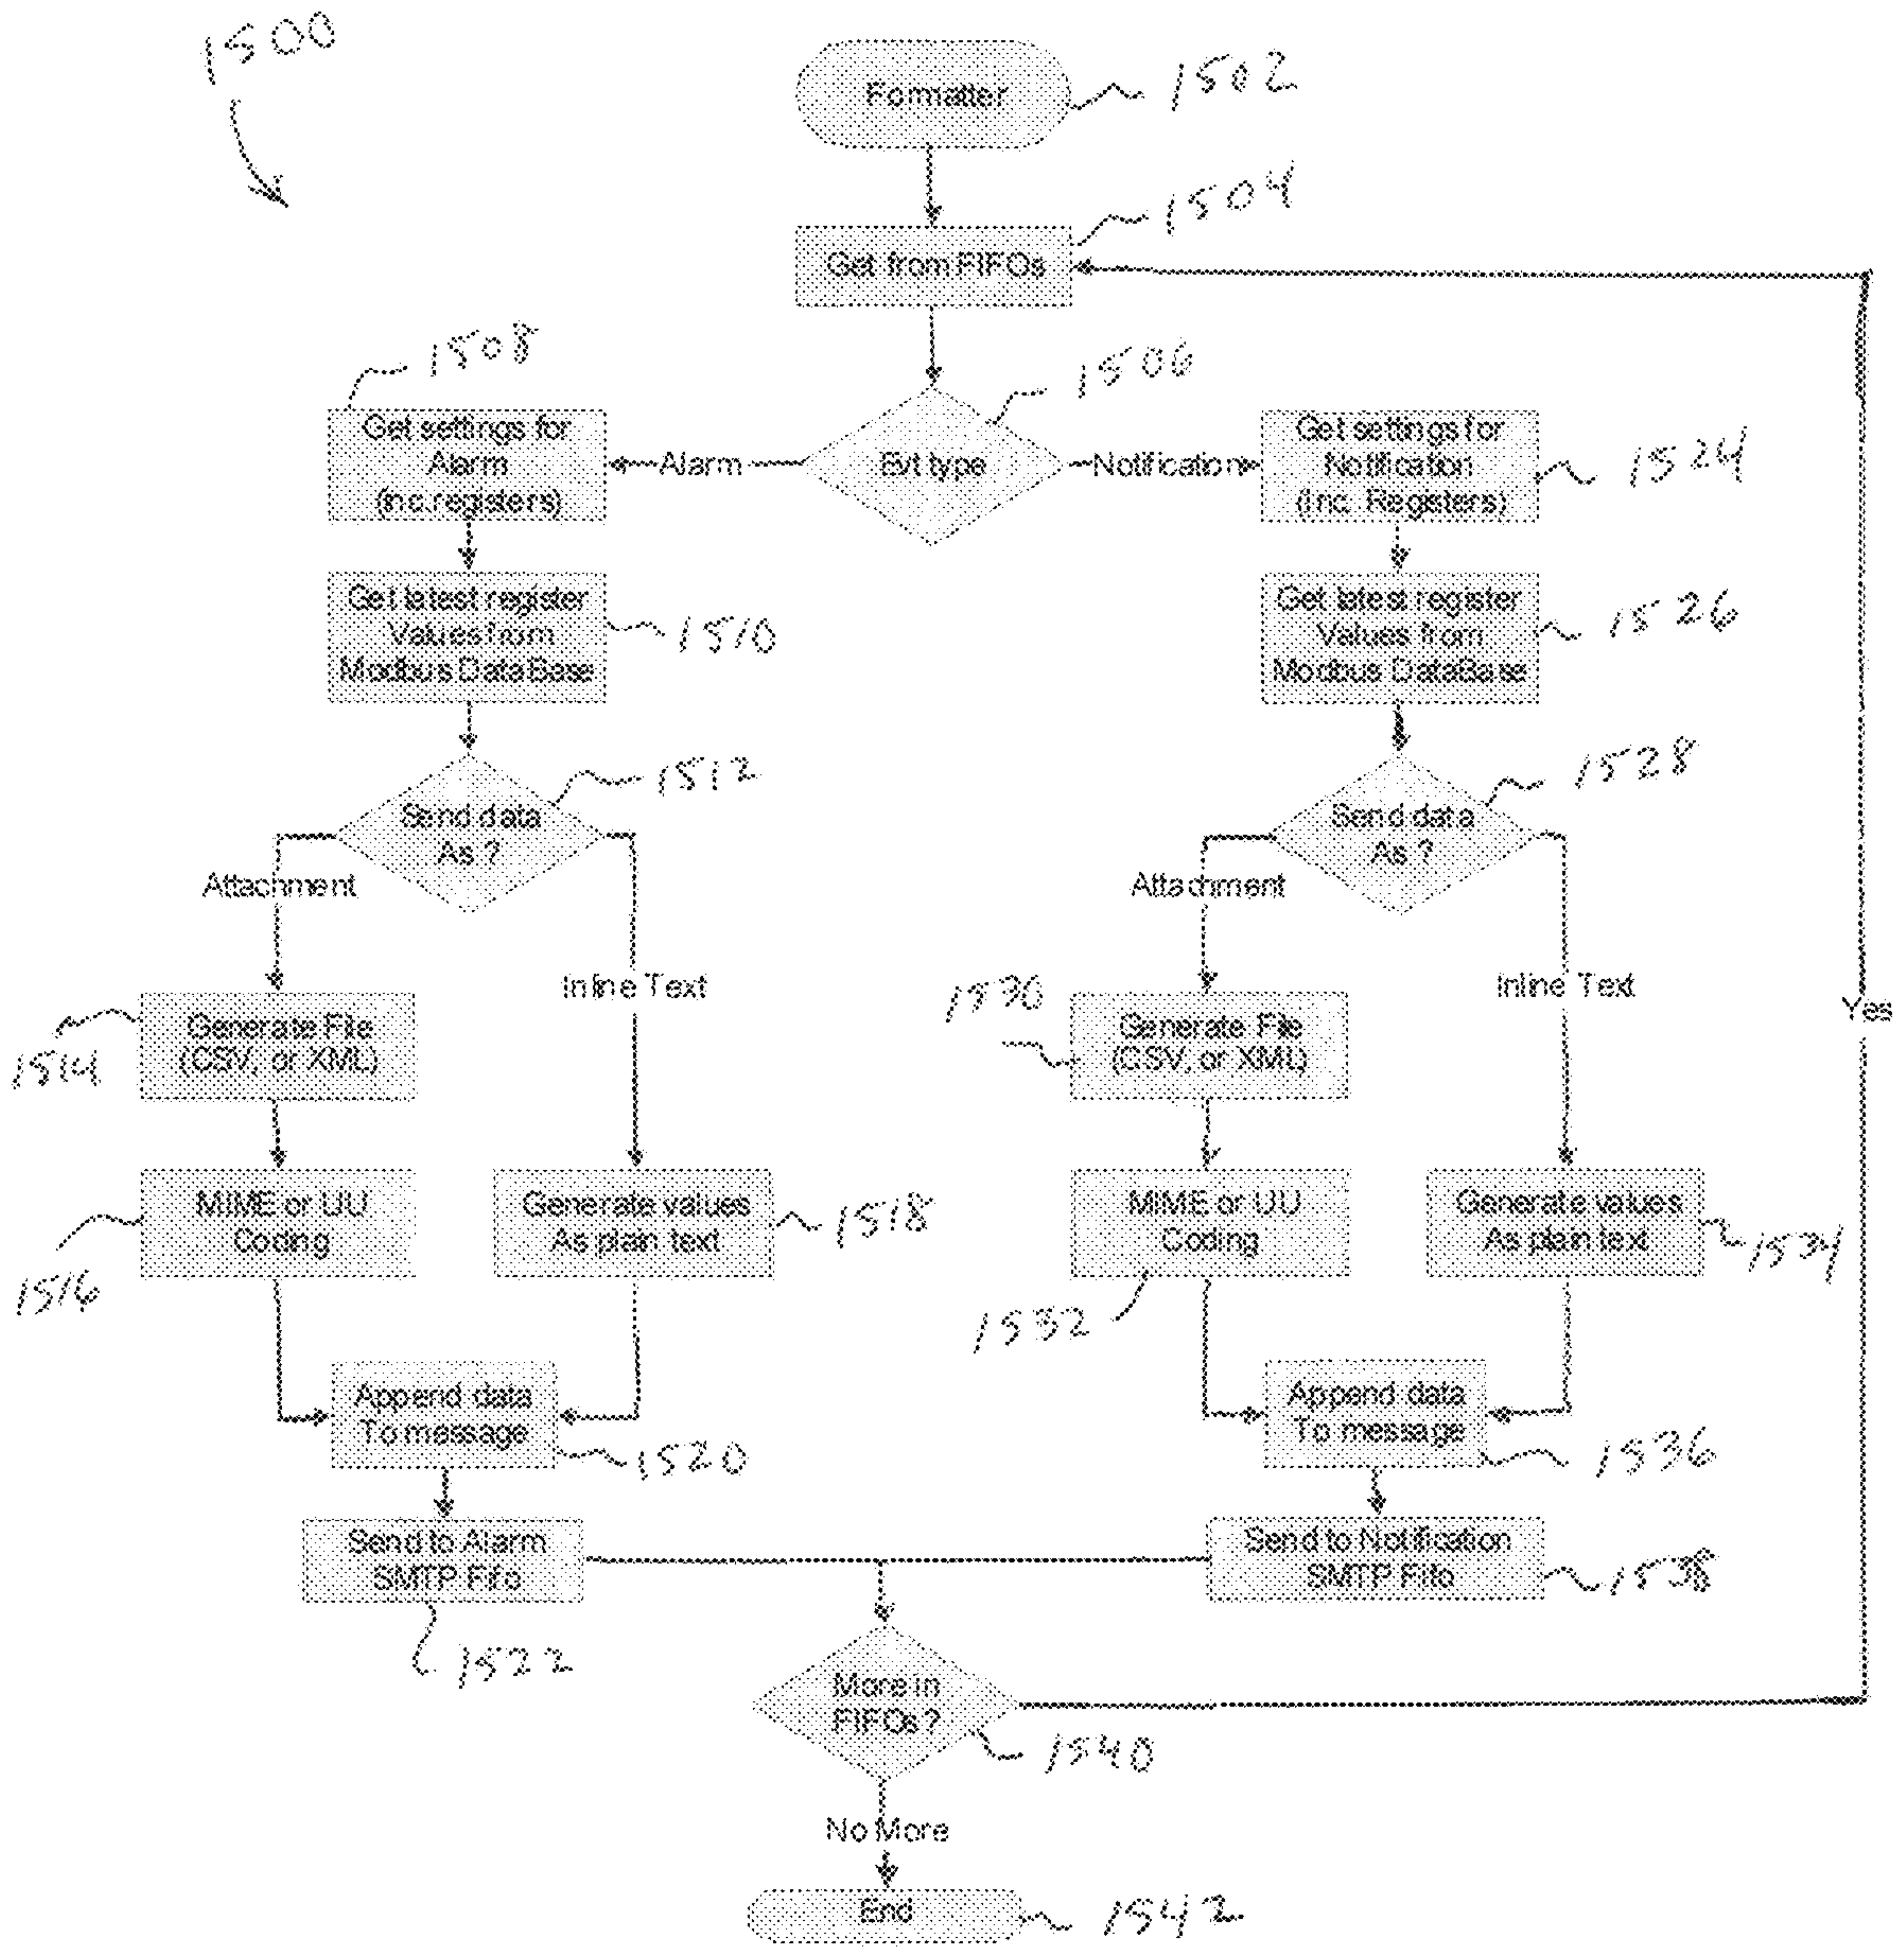 1500
Formatter
1502
1504
Get from FIFOs
1508
1506
Get settings for
Alarm
(inc.registers)
Alarm
Evt type
Notification
Get settings for
Notification
(Inc. Registers)
1524
Get latest register
Values from
Modbus DataBase
1510
Get latest register
Values from
Modbus DataBase
1526
1512
Send data
As ?
1528
Send data
As ?
Attachment
Attachment
Inline Text
Inline Text
1514
Generate File
(CSV, or XML)
1530
Generate File
(CSV, or XML)
Yes
1516
MIME or UU
Coding
Generate values
As plain text
1518
MIME or UU
Coding
1532
Generate values
As plain text
1534
Append data
To message
1520
Append data
To message
1536
Send to Alarm
SMTP Fifo
1522
Send to Notification
SMTP Fifo
1538
More in
FIFOs ?
1540
No More
End
1542